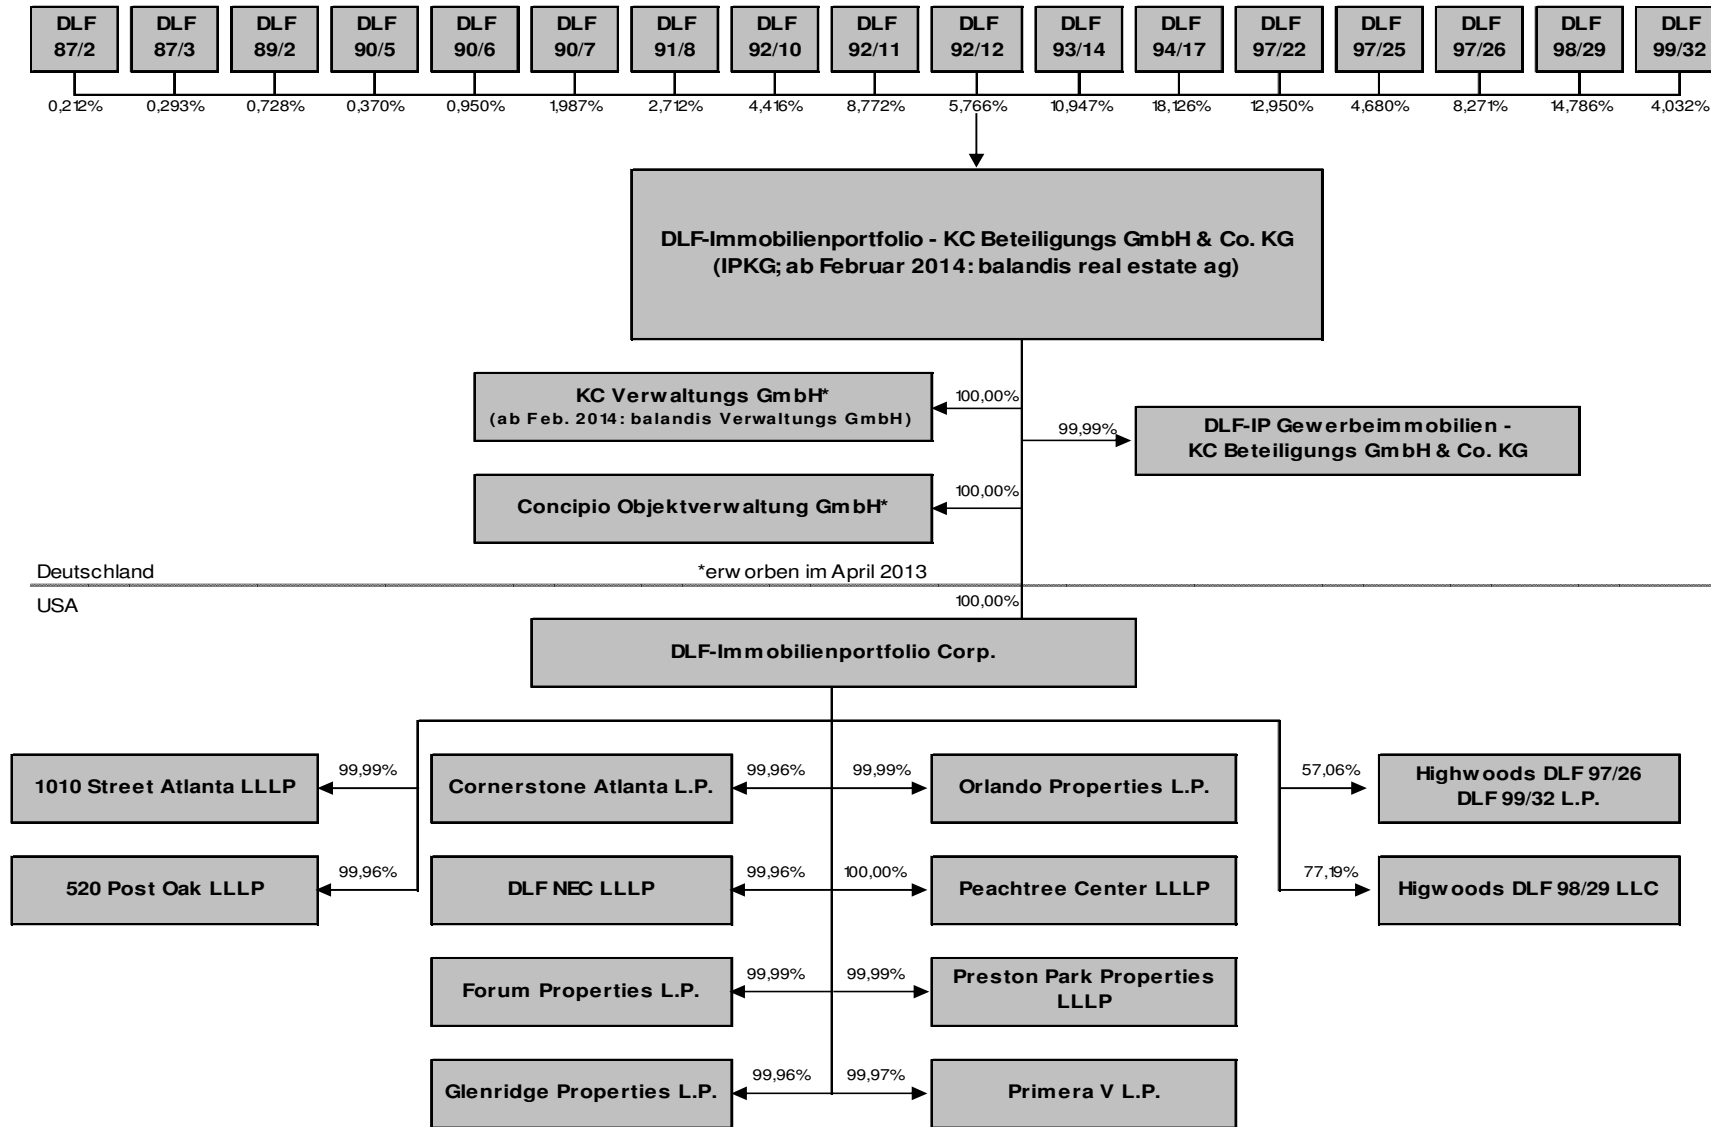 DLF DLF DLF DLF DLF DLF DLF DLF DLF DLF DLF DLF DLF DLF DLF DLF DLF
87/2 87/3 89/2 90/5 90/6 90/7 91/8 92/10 92/11 92/12 93/14 94/17 97/22 97/25 97/26 98/29 99/32
0,212% 0,293% 0,728% 0,370% 0,950% 1,987% 2,712% 4,416% 8,772% 5,766% 10,947% 18,126% 12,950% 4,680% 8,271% 14,786% 4,032%
DLF-Immobilienportfolio - KC Beteiligungs GmbH & Co. KG
(IPKG; ab Februar 2014: balandis real estate ag)
KC Verwaltungs GmbH*
(ab Feb. 2014: balandis Verwaltungs GmbH)
100,00%
99,99%
DLF-IP Gewerbeimmobilien -
KC Beteiligungs GmbH & Co. KG
Concipio Objektverwaltung GmbH*
100,00%
Deutschland
*erworben im April 2013
USA
100,00%
DLF-Immobilienportfolio Corp.
1010 Street Atlanta LLLP
99,99%
Cornerstone Atlanta L.P.
99,96%
99,99%
Orlando Properties L.P.
57,06%
Highwoods DLF 97/26
DLF 99/32 L.P.
520 Post Oak LLLP
99,96%
DLF NEC LLLP
99,96%
100,00%
Peachtree Center LLLP
77,19%
Higwoods DLF 98/29 LLC
Forum Properties L.P.
99,99%
99,99%
Preston Park Properties
LLLP
Glenridge Properties L.P.
99,96%
99,97%
Primera V L.P.